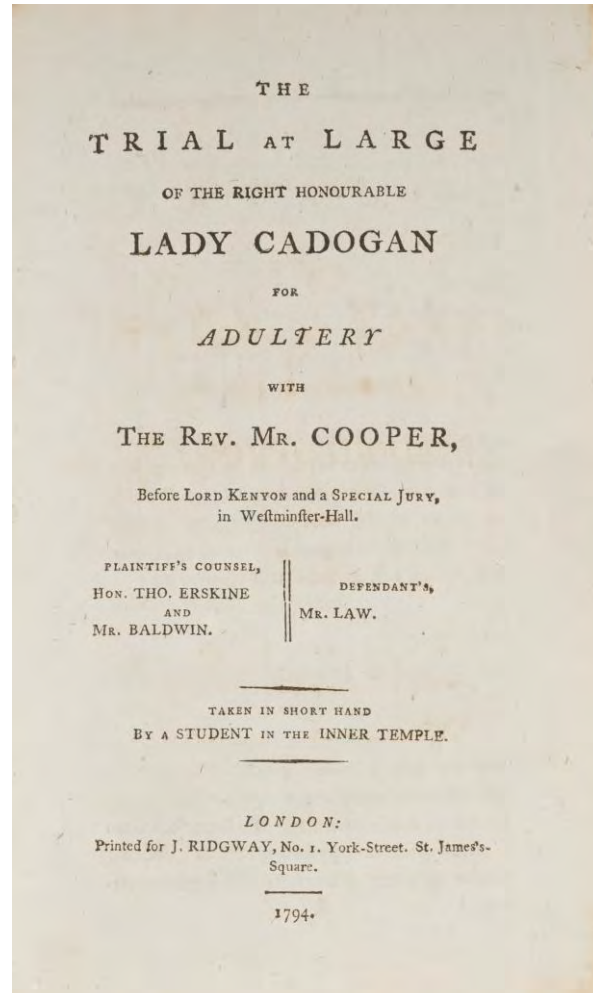 THE
TRIAL AT LARGE
OF THE RIGHT HONOURABLE
LADY CADOGAN
FOR
ADULTERY
WITH
THE REV. MR. COOPER,
Before LORD KENYON and a SPECIAL JURY,
in Weſtminſter-Hall.
PLAINTIFF'S COUNSEL,
HON. THO. ERSKINE
AND
MR. BALDWIN.
DEFENDANT's,
MR. LAW.
TAKEN IN SHORT HAND
BY A STUDENT IN THE INNER TEMPLE.
LONDON:
Printed for J. RIDGWAY, No. 1. York-Street. St. James's-
Square.
1794.